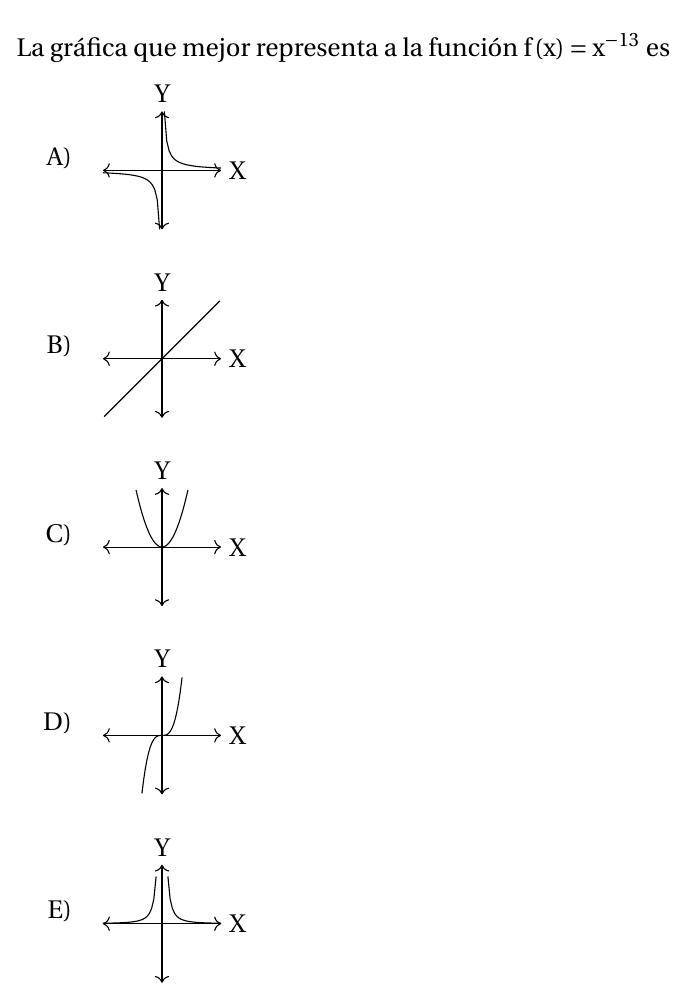 La gráfica que mejor representa a la función f(x) = x⁻¹³ es
Y
A)
X
Y
B)
X
Y
C)
X
Y
D)
X
Y
E)
X